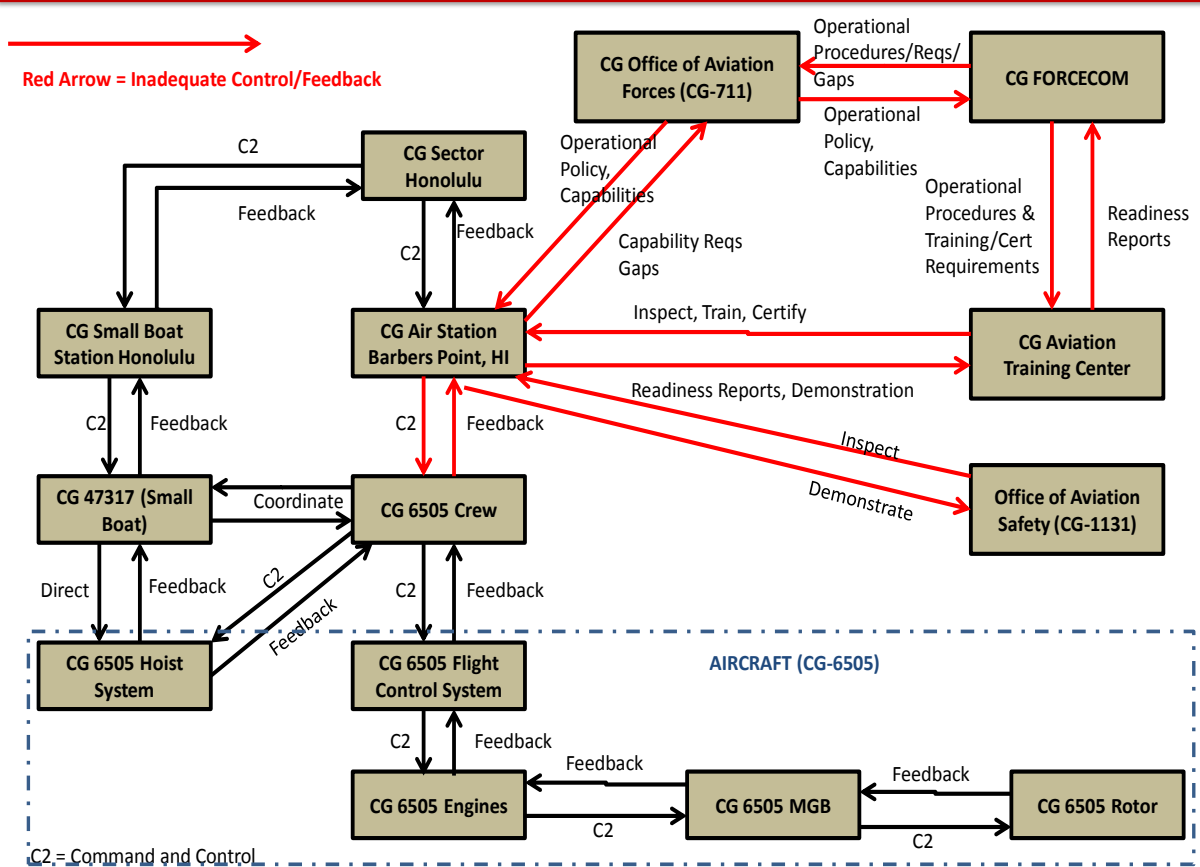 Red Arrow = Inadequate Control/Feedback
CG Office of Aviation
Forces (CG-711)
Operational
Procedures/Reqs/
Gaps
CG FORCECOM
Operational
Policy,
Capabilities
C2
CG Sector
Honolulu
Feedback
Operational
Policy,
Capabilities
Operational
Procedures &
Training/Cert
Requirements
Readiness
Reports
C2
Feedback
Capability Reqs
Gaps
CG Small Boat
Station Honolulu
CG Air Station
Barbers Point, HI
Inspect, Train, Certify
CG Aviation
Training Center
Readiness Reports, Demonstration
C2
Feedback
C2
Feedback
Inspect
Demonstrate
CG 47317 (Small
Boat)
Coordinate
CG 6505 Crew
Office of Aviation
Safety (CG-1131)
Direct
Feedback
C2
Feedback
C2
Feedback
CG 6505 Hoist
System
CG 6505 Flight
Control System
AIRCRAFT (CG-6505)
C2
Feedback
Feedback
Feedback
CG 6505 Engines
CG 6505 MGB
CG 6505 Rotor
C2
C2
C2 = Command and Control